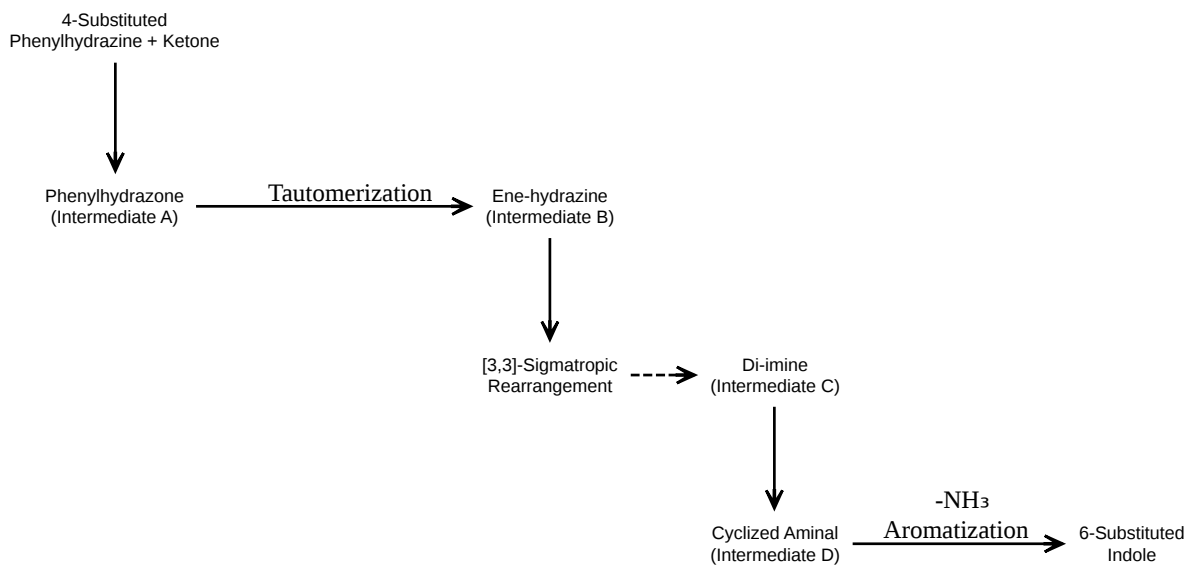 4-Substituted
Phenylhydrazine + Ketone
Phenylhydrazone
(Intermediate A)
Tautomerization
Ene-hydrazine
(Intermediate B)
[3,3]-Sigmatropic
Rearrangement
Di-imine
(Intermediate C)
Cyclized Aminal
(Intermediate D)
-NH₃
Aromatization
6-Substituted
Indole